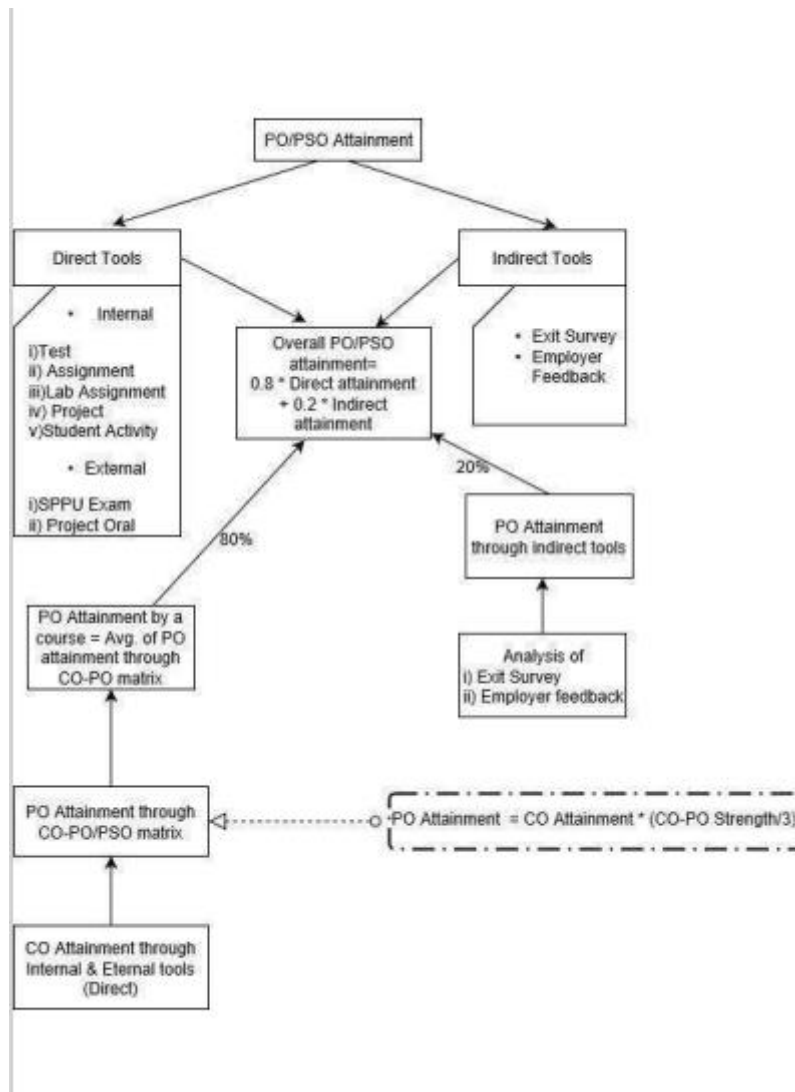 PO/PSO Attainment
Direct Tools
Indirect Tools
• Internal
i)Test
ii) Assignment
iii)Lab Assignment
iv) Project
v)Student Activity
• External
i)SPPU Exam
ii) Project Oral
Overall PO/PSO
attainment=
0.8 * Direct attainment
+ 0.2 * Indirect
attainment
• Exit Survey
• Employer
Feedback
80%
20%
PO Attainment
through indirect tools
PO Attainment by a
course = Avg. of PO
attainment through
CO-PO matrix
Analysis of
i) Exit Survey
ii) Employer feedback
PO Attainment through
CO-PO/PSO matrix
PO Attainment = CO Attainment * (CO-PO Strength/3)
CO Attainment through
Internal & Eternal tools
(Direct)